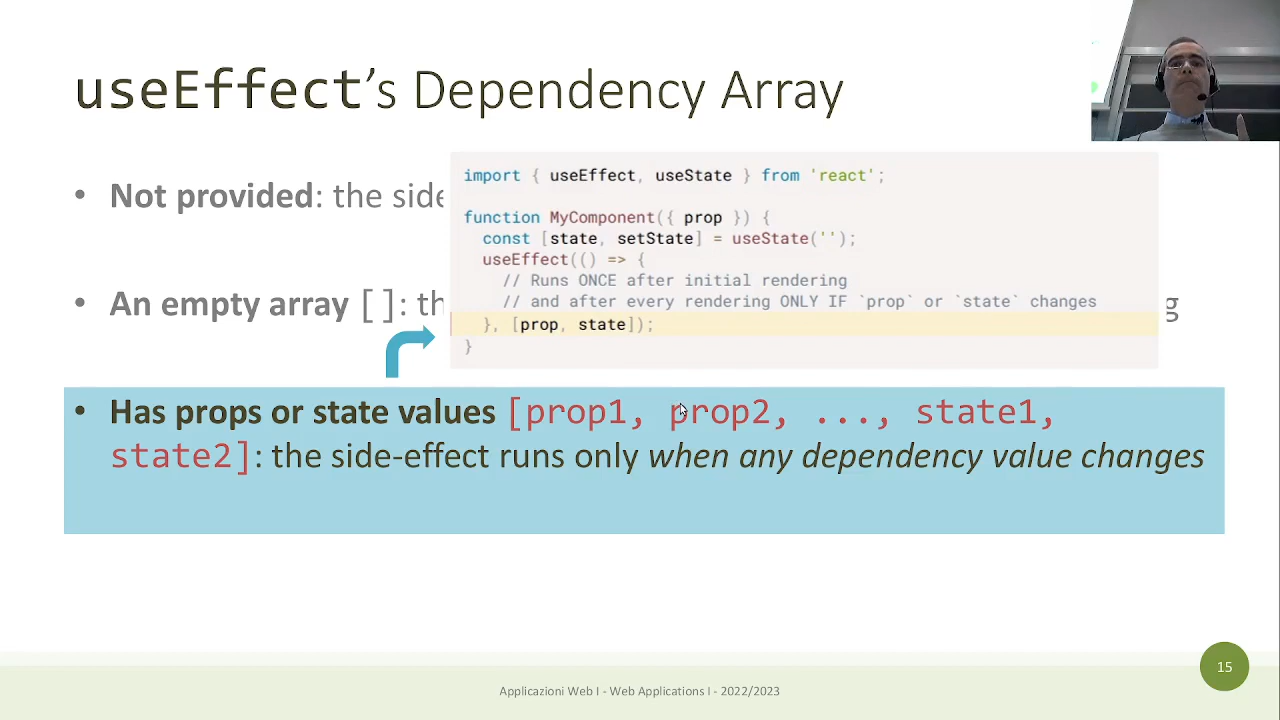 useEffect's Dependency Array
• Not provided: the side
import { useEffect, useState } from 'react';
function MyComponent({ prop }) {
const [state, setState] = useState('');
useEffect(() => {
// Runs ONCE after initial rendering
// and after every rendering ONLY IF `prop` or `state` changes
}, [prop, state]);
}
• An empty array []: th
g
• Has props or state values [prop1, prop2, ..., state1,
state2]: the side-effect runs only when any dependency value changes
Applicazioni Web I - Web Applications I - 2022/2023
15